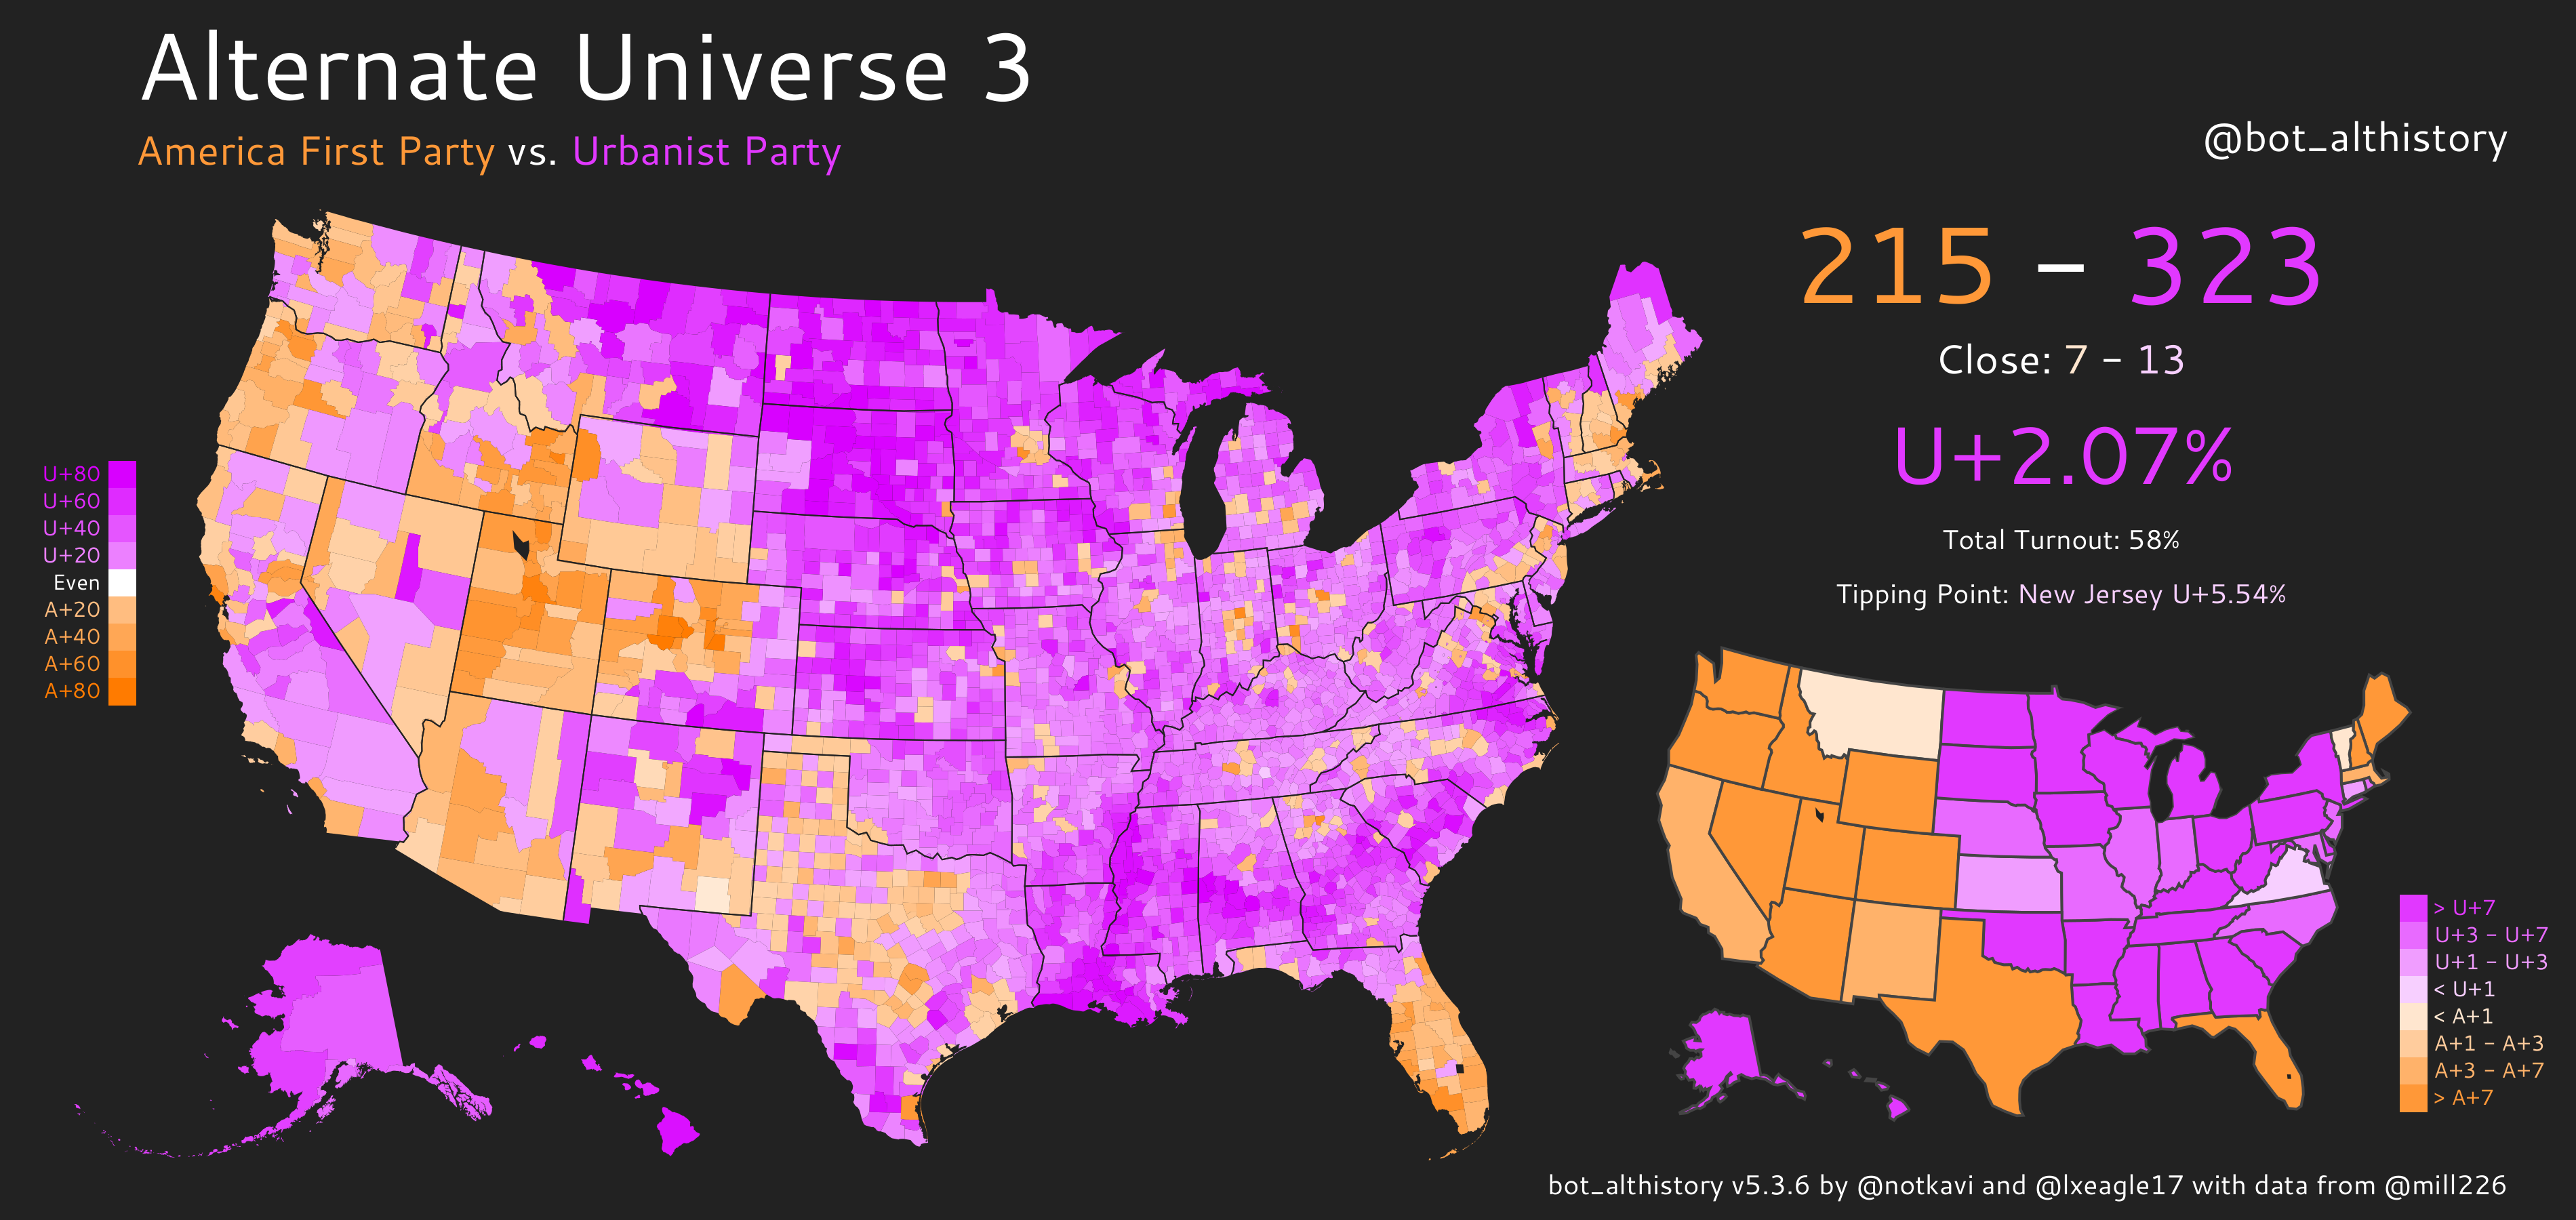 Alternate Universe 3
America First Party vs. Urbanist Party
@bot_althistory
215 – 323
Close: 7 – 13
U+2.07%
Total Turnout: 58%
Tipping Point: New Jersey U+5.54%
U+80
U+60
U+40
U+20
Even
A+20
A+40
A+60
A+80
> U+7
U+3 – U+7
U+1 – U+3
< U+1
< A+1
A+1 – A+3
A+3 – A+7
> A+7
bot_althistory v5.3.6 by @notkavi and @lxeagle17 with data from @mill226